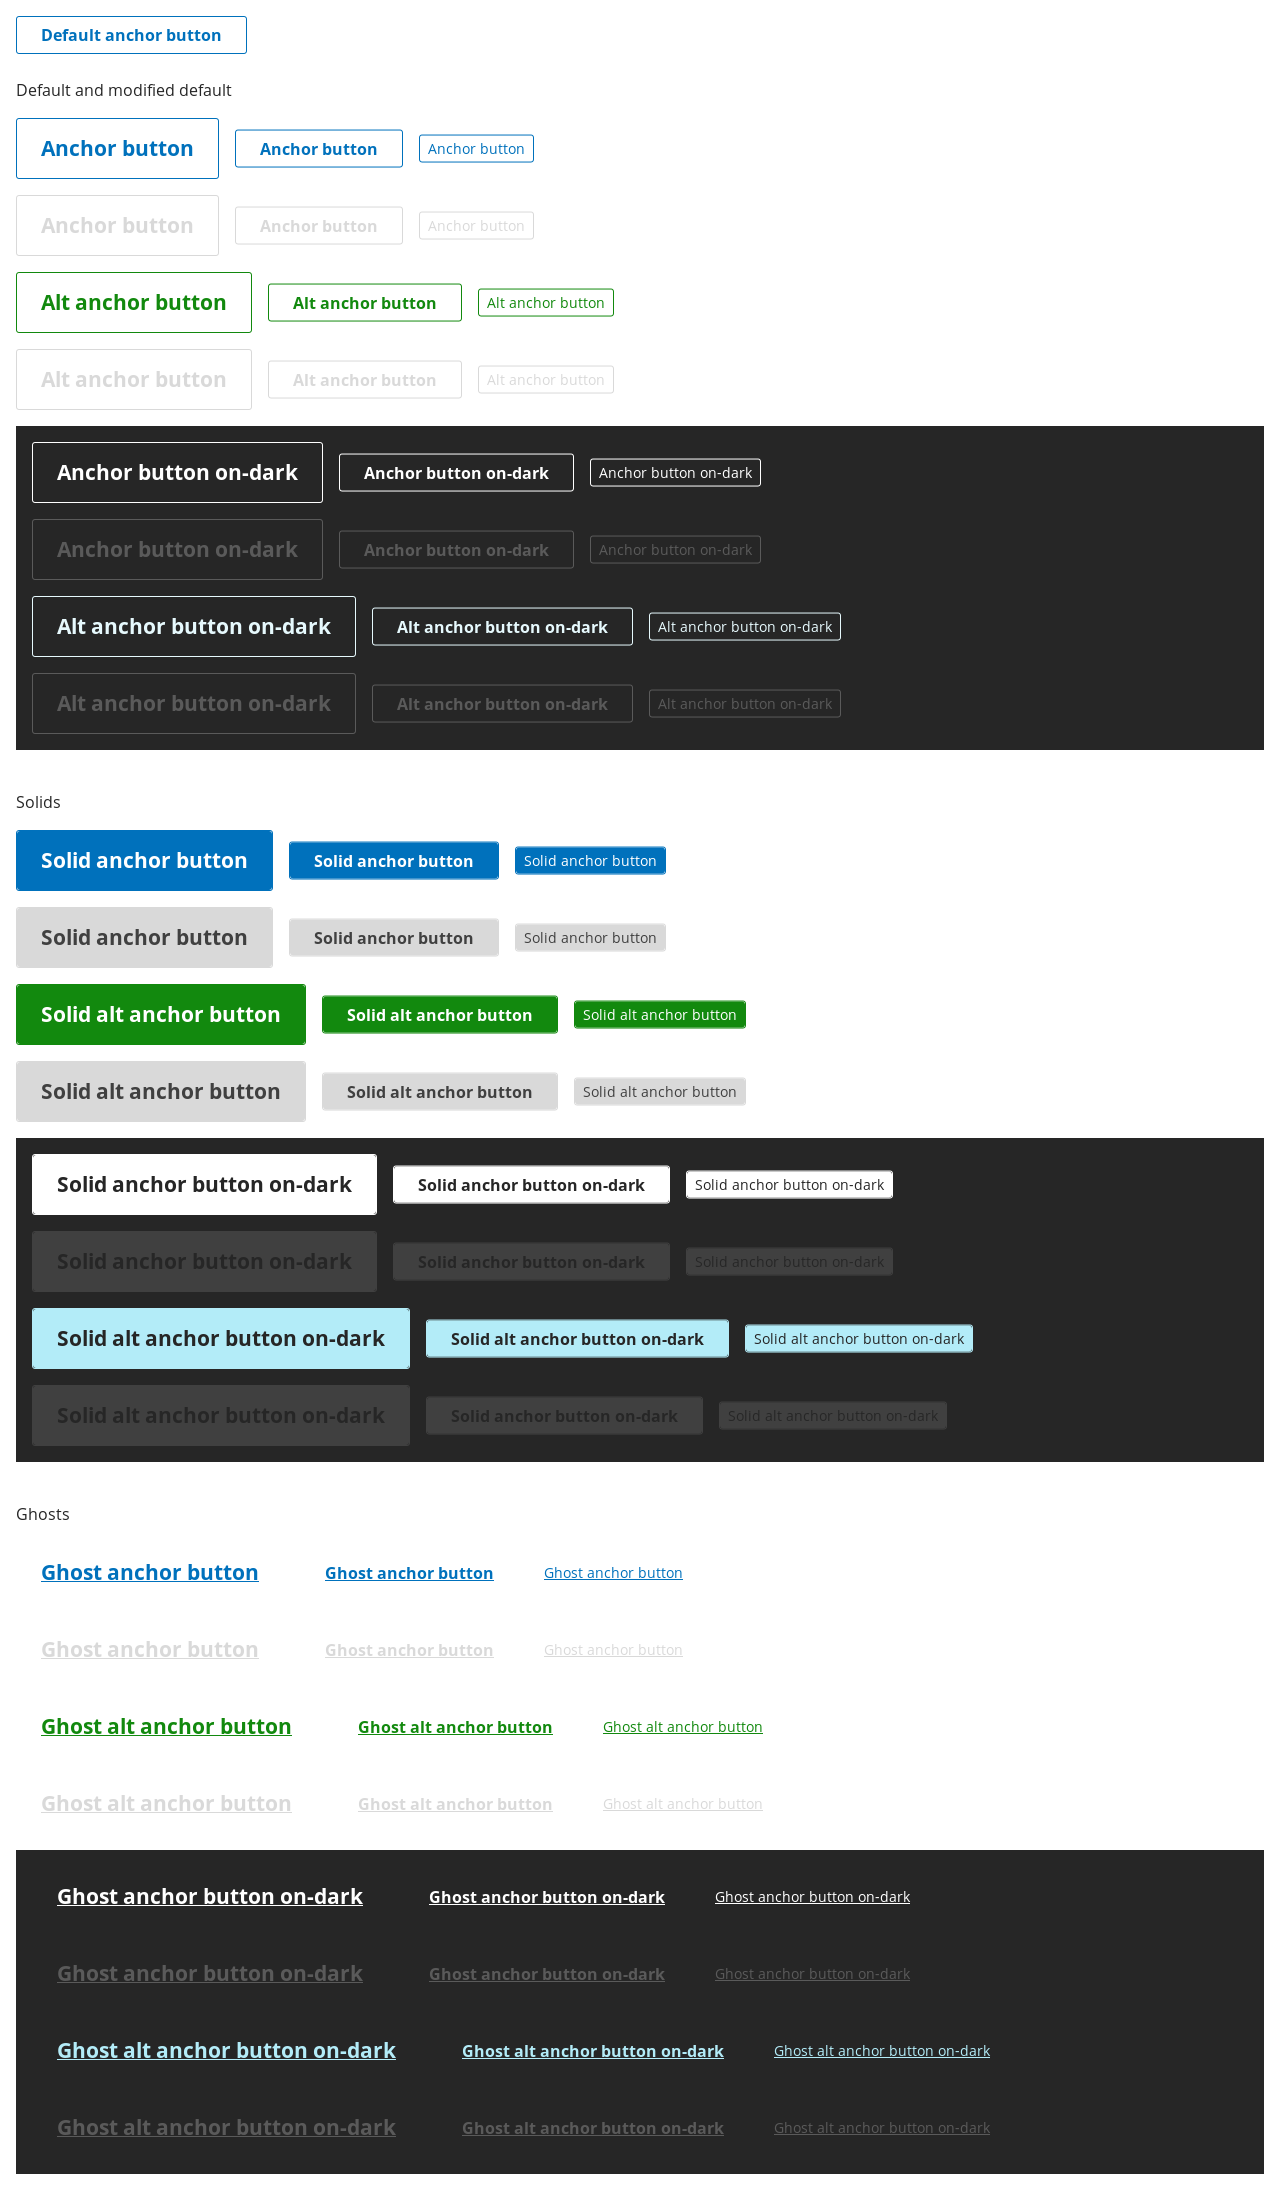 Default anchor button
Default and modified default
Anchor button Anchor button Anchor button
Anchor button Anchor button Anchor button
Alt anchor button Alt anchor button Alt anchor button
Alt anchor button Alt anchor button Alt anchor button
Anchor button on-dark Anchor button on-dark Anchor button on-dark
Anchor button on-dark Anchor button on-dark Anchor button on-dark
Alt anchor button on-dark Alt anchor button on-dark Alt anchor button on-dark
Alt anchor button on-dark Alt anchor button on-dark Alt anchor button on-dark
Solids
Solid anchor button Solid anchor button Solid anchor button
Solid anchor button Solid anchor button Solid anchor button
Solid alt anchor button Solid alt anchor button Solid alt anchor button
Solid alt anchor button Solid alt anchor button Solid alt anchor button
Solid anchor button on-dark Solid anchor button on-dark Solid anchor button on-dark
Solid anchor button on-dark Solid anchor button on-dark Solid anchor button on-dark
Solid alt anchor button on-dark Solid alt anchor button on-dark Solid alt anchor button on-dark
Solid alt anchor button on-dark Solid anchor button on-dark Solid alt anchor button on-dark
Ghosts
Ghost anchor button Ghost anchor button Ghost anchor button
Ghost anchor button Ghost anchor button Ghost anchor button
Ghost alt anchor button Ghost alt anchor button Ghost alt anchor button
Ghost alt anchor button Ghost alt anchor button Ghost alt anchor button
Ghost anchor button on-dark Ghost anchor button on-dark Ghost anchor button on-dark
Ghost anchor button on-dark Ghost anchor button on-dark Ghost anchor button on-dark
Ghost alt anchor button on-dark Ghost alt anchor button on-dark Ghost alt anchor button on-dark
Ghost alt anchor button on-dark Ghost alt anchor button on-dark Ghost alt anchor button on-dark